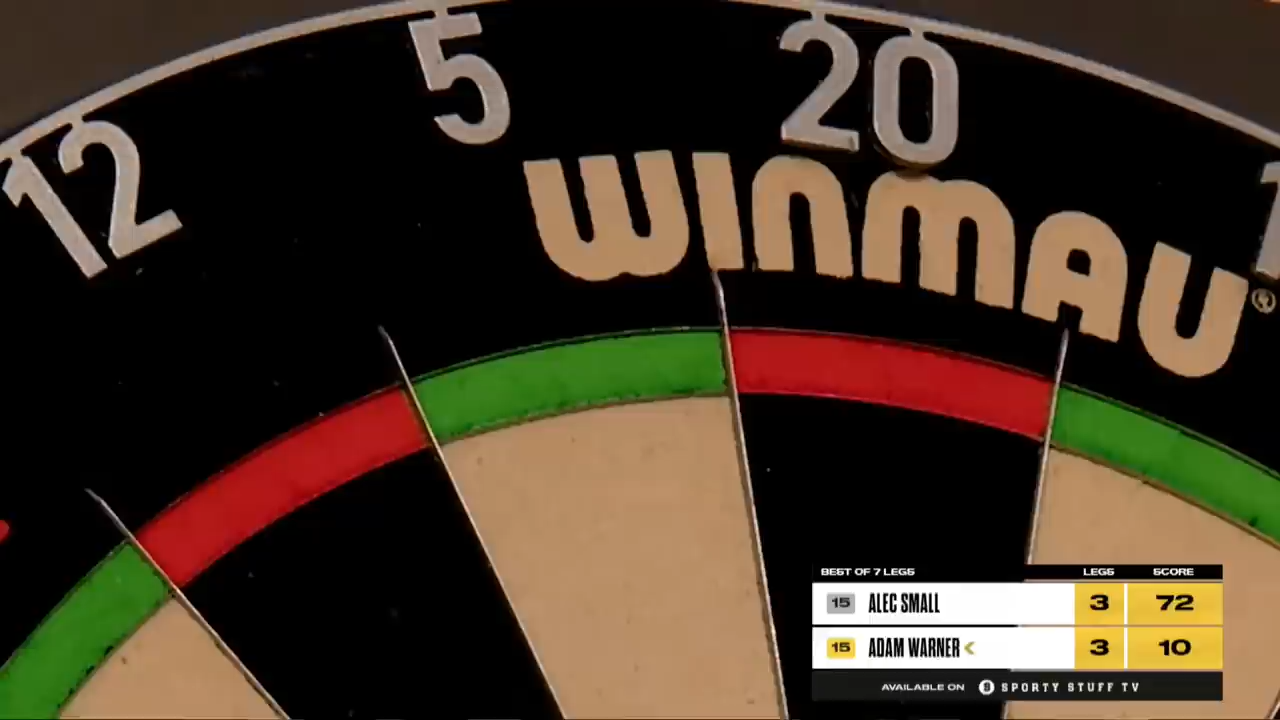 5
20
12
WINMAU®
BEST OF 7 LEGS LEGS SCORE
15 ALEC SMALL 3 72
15 ADAM WARNER 3 10
AVAILABLE ON SPORTY STUFF TV